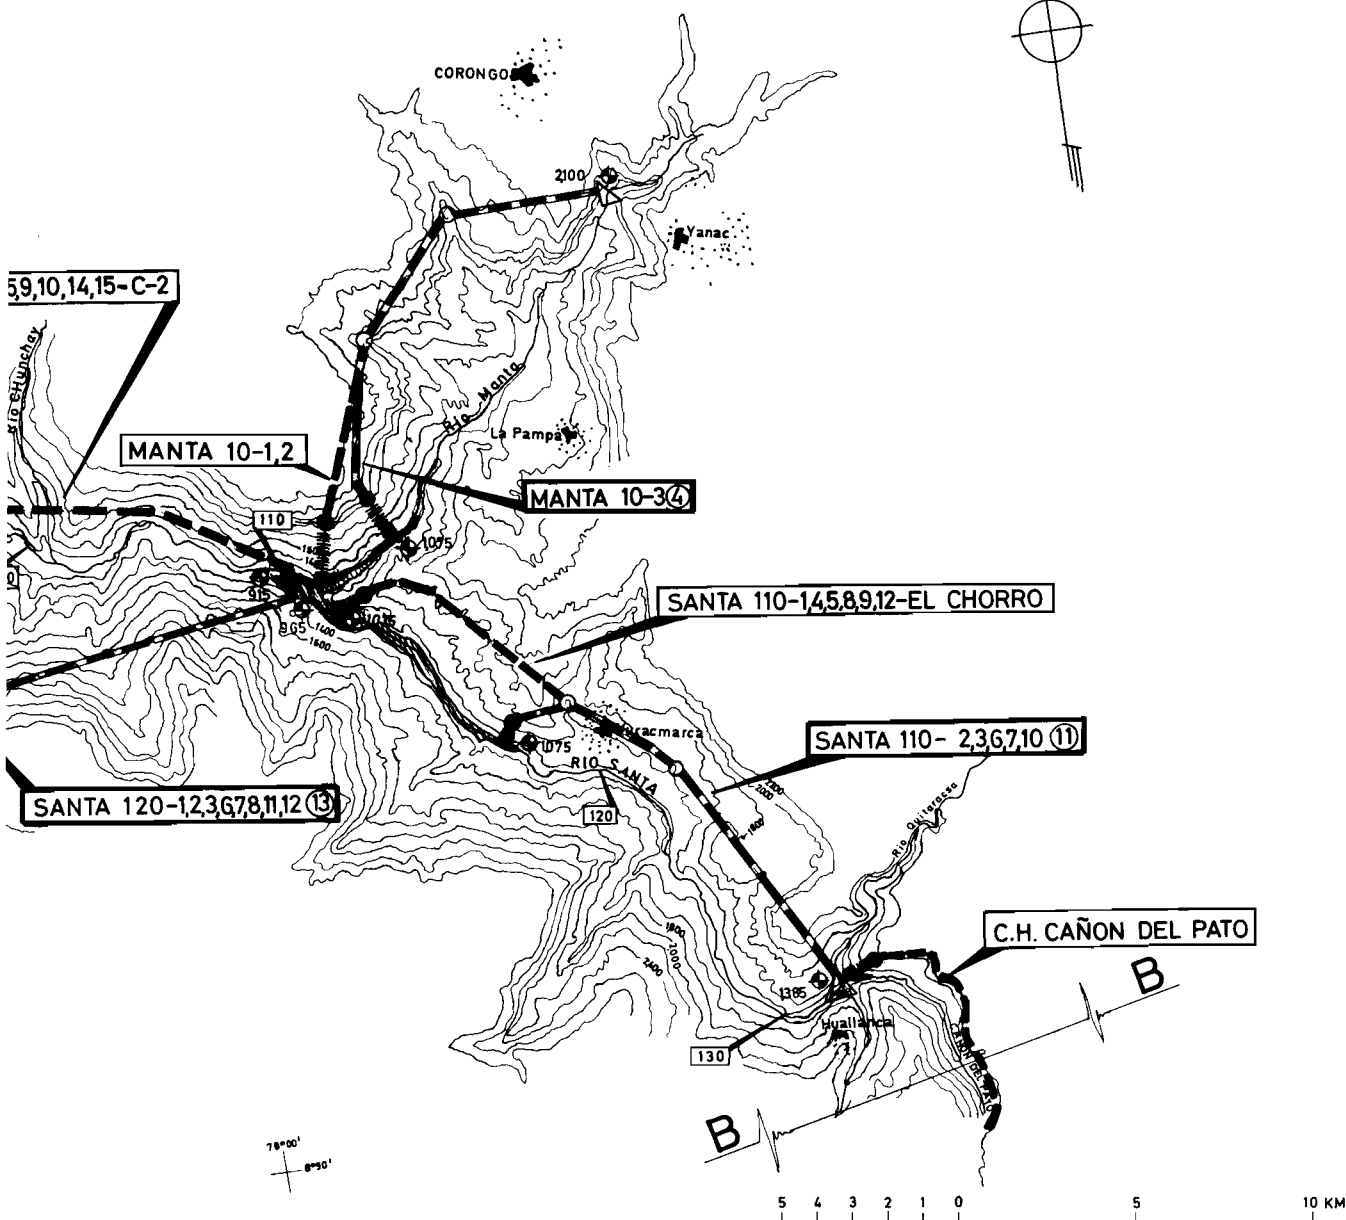 CORONGO
2100
Yanac
5,9,10,14,15-C-2
Rio Manta
La Pampa
MANTA 10-1,2
MANTA 10-3④
110
1075
915
965
1400
1600
SANTA 110-1,4,5,8,9,12-EL CHORRO
SANTA 110- 2,3,6,7,10 ⑪
1075
RIO SANTA
2000
1800
SANTA 120-1,2,3,6,7,8,11,12 ⑬
120
Rio Quitaracsa
C.H. CAÑON DEL PATO
1800
2000
2400
1385
Huallanca
130
CAÑON DEL PATO
B
B
78°00'
8°50'
5 4 3 2 1 0 5 10 KM